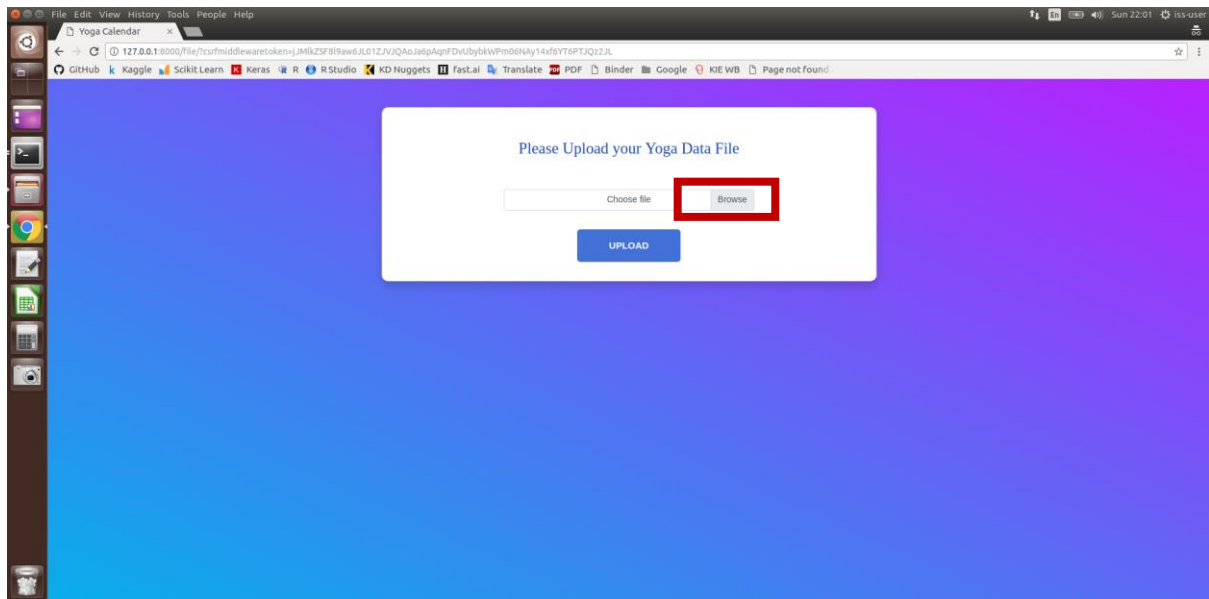 File Edit View History Tools People Help
En Sun 22:01 iss-user
Yoga Calendar
127.0.0.1:8000/file/?csrfmiddlewaretoken=
GitHub Kaggle Scikit Learn Keras R R Studio KD Nuggets fast.ai Translate PDF Binder Google KIE WB Page not found
Please Upload your Yoga Data File
Choose file Browse
UPLOAD